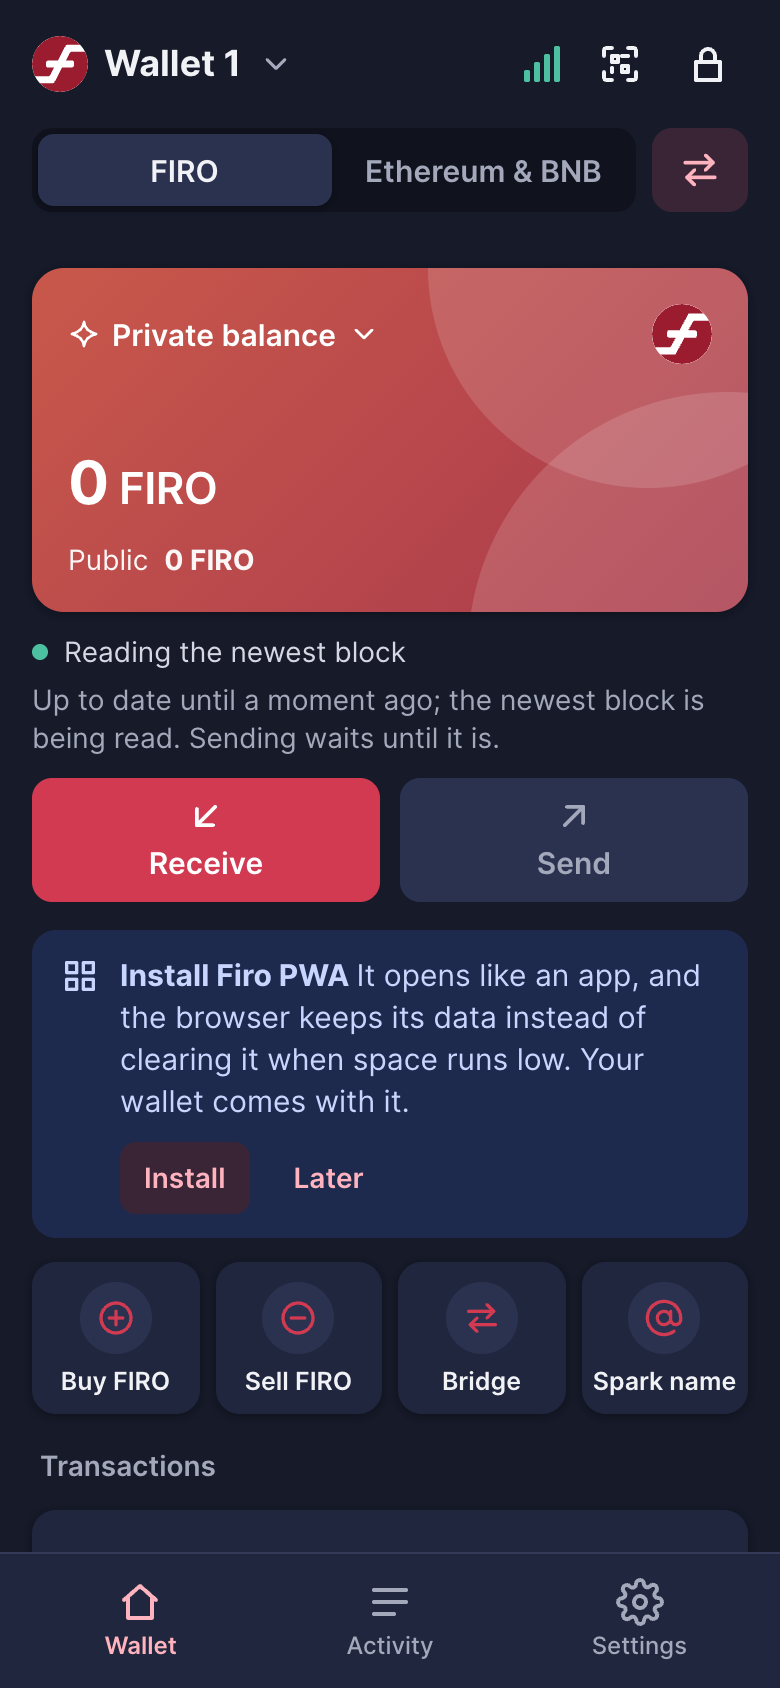 Wallet 1
FIRO
Ethereum & BNB
Private balance
0 FIRO
Public 0 FIRO
Reading the newest block
Up to date until a moment ago; the newest block is
being read. Sending waits until it is.
Receive
Send
Install Firo PWA It opens like an app, and
the browser keeps its data instead of
clearing it when space runs low. Your
wallet comes with it.
Install
Later
Buy FIRO
Sell FIRO
Bridge
Spark name
Transactions
Wallet
Activity
Settings